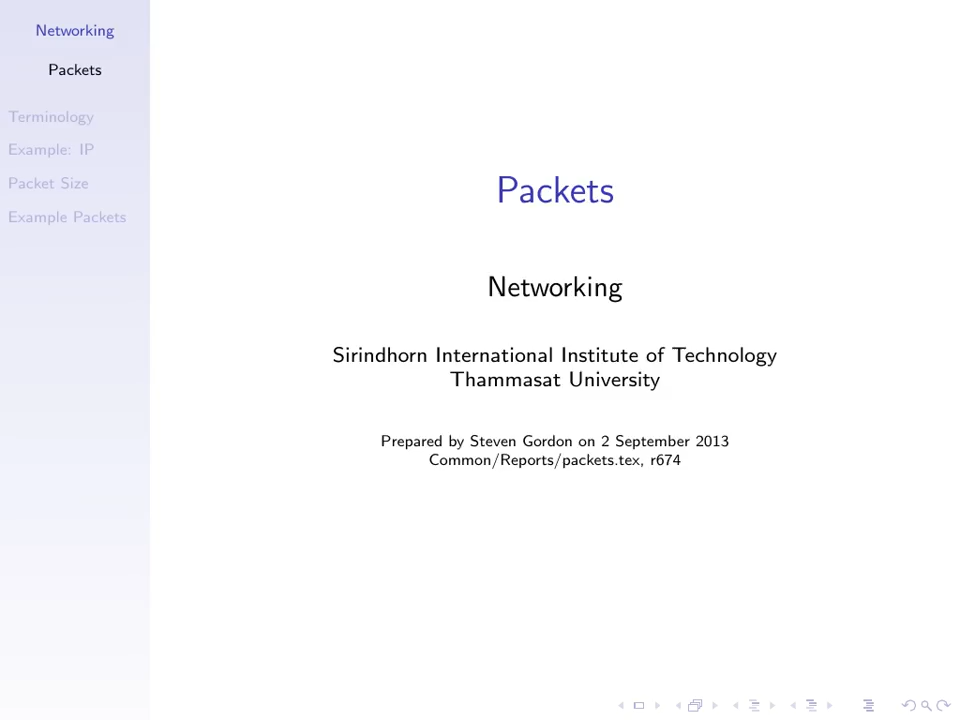 Networking
Packets
Terminology
Example: IP
Packet Size
Example Packets
Packets
Networking
Sirindhorn International Institute of Technology
Thammasat University
Prepared by Steven Gordon on 2 September 2013
Common/Reports/packets.tex, r674